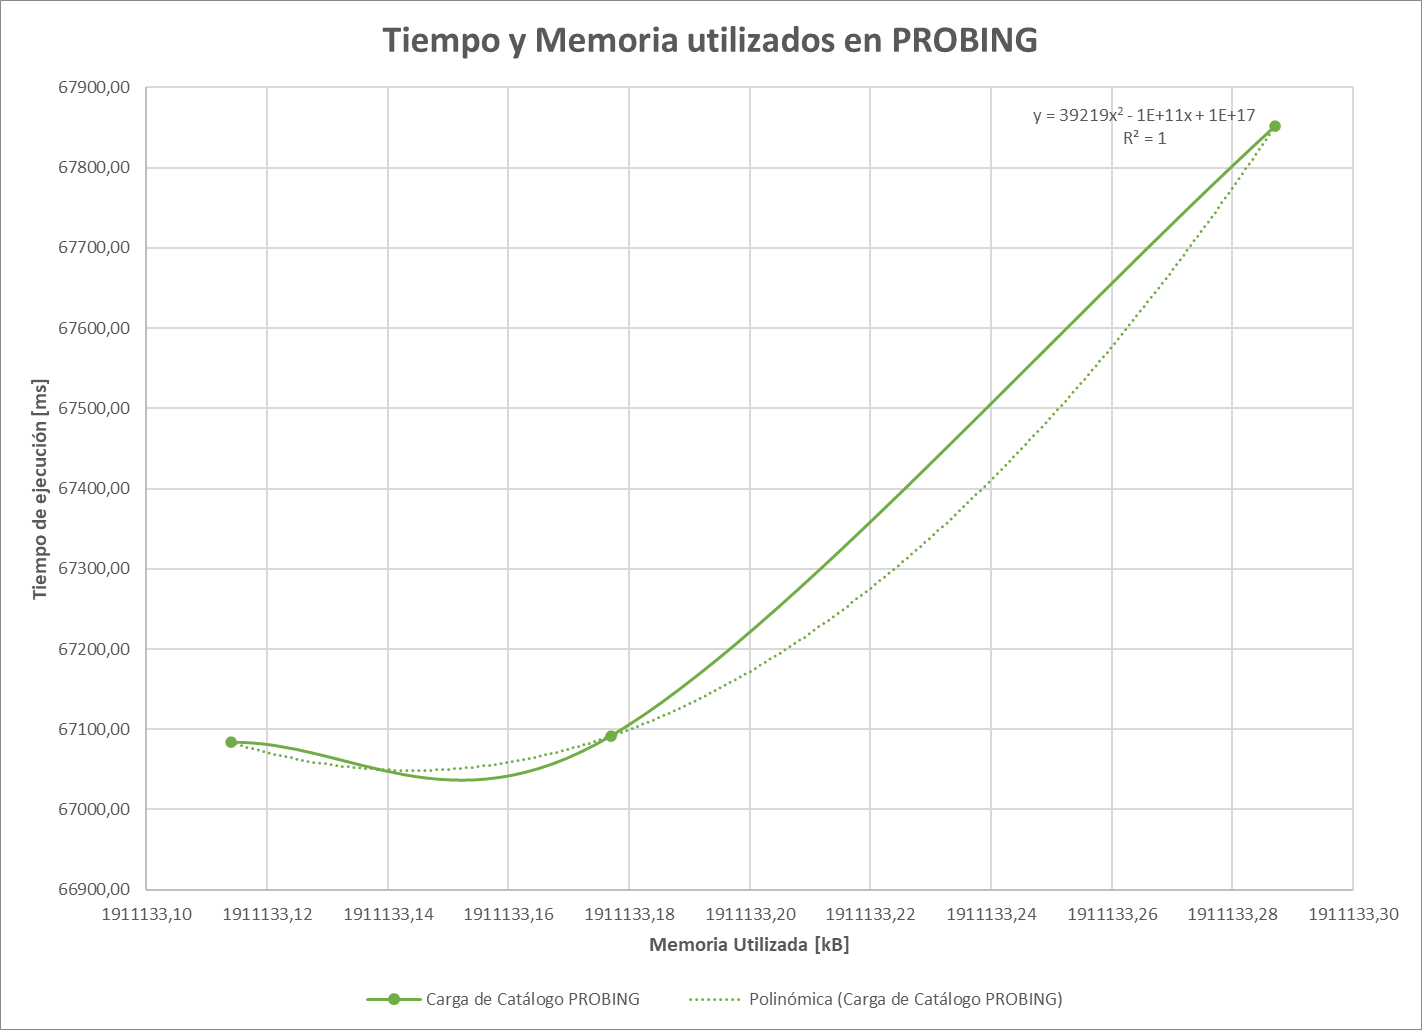 Tiempo y Memoria utilizados en PROBING
67900,00
y = 39219x² - 1E+11x + 1E+17
R² = 1
67800,00
67700,00
67600,00
67500,00
67400,00
67300,00
67200,00
67100,00
67000,00
66900,00
Tiempo de ejecución [ms]
1911133,10 1911133,12 1911133,14 1911133,16 1911133,18 1911133,20 1911133,22 1911133,24 1911133,26 1911133,28 1911133,30
Memoria Utilizada [kB]
Carga de Catálogo PROBING Polinómica (Carga de Catálogo PROBING)